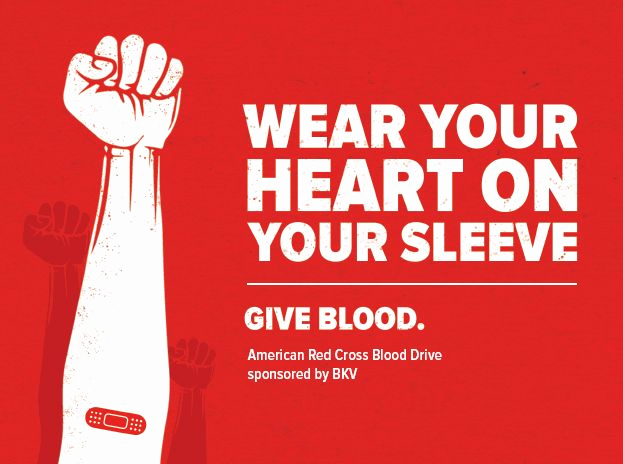 WEAR YOUR
HEART ON
YOUR SLEEVE
GIVE BLOOD.
American Red Cross Blood Drive
sponsored by BKV